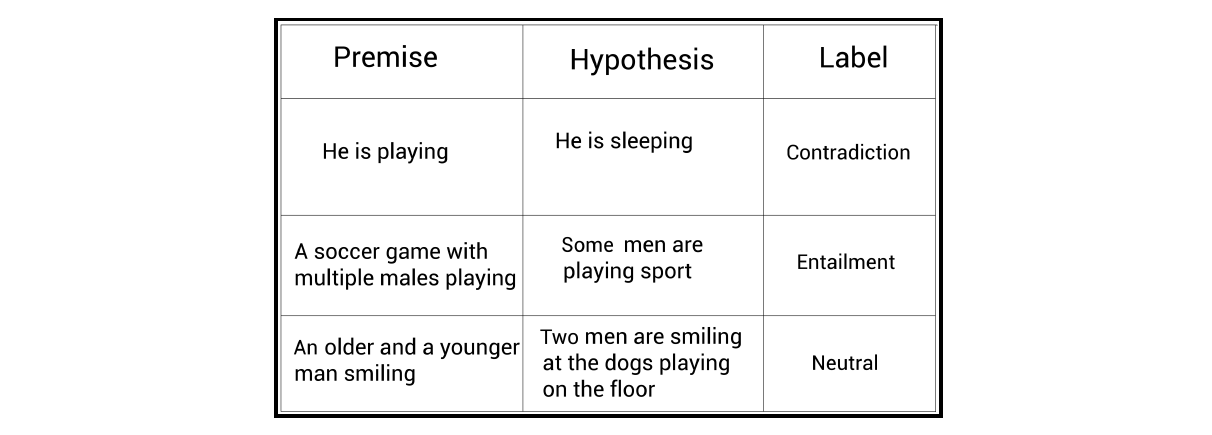 Premise
Hypothesis
Label
He is playing
He is sleeping
Contradiction
A soccer game with
multiple males playing
Some men are
playing sport
Entailment
An older and a younger
man smiling
Two men are smiling
at the dogs playing
on the floor
Neutral